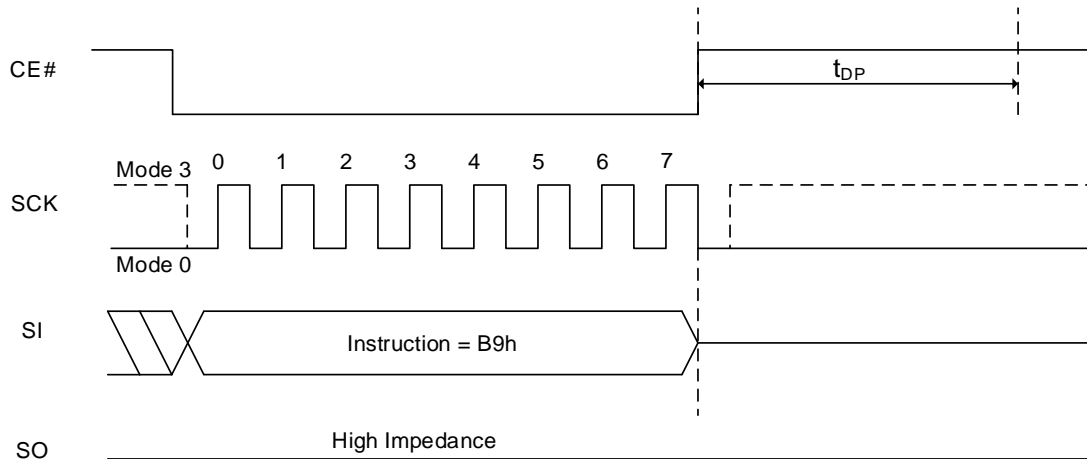 CE#
tDP
Mode 3
0 1 2 3 4 5 6 7
SCK
Mode 0
SI
Instruction = B9h
High Impedance
SO